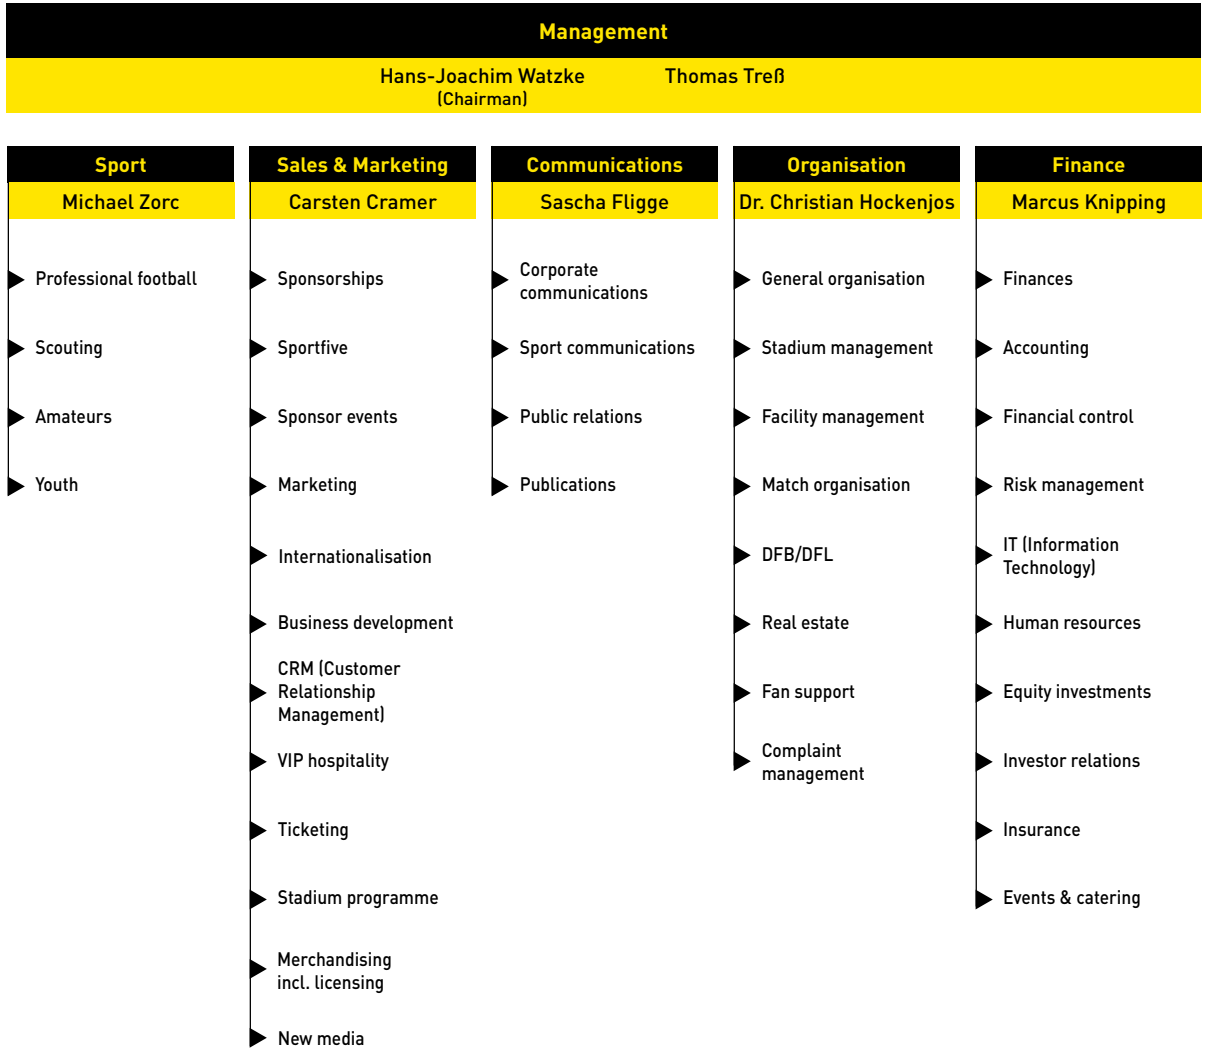 Management
Hans-Joachim Watzke
(Chairman)
Thomas Treß
Sport
Michael Zorc
Professional football
Scouting
Amateurs
Youth
Sales & Marketing
Carsten Cramer
Sponsorships
Sportfive
Sponsor events
Marketing
Internationalisation
Business development
CRM (Customer
Relationship
Management)
VIP hospitality
Ticketing
Stadium programme
Merchandising
incl. licensing
New media
Communications
Sascha Fligge
Corporate
communications
Sport communications
Public relations
Publications
Organisation
Dr. Christian Hockenjos
General organisation
Stadium management
Facility management
Match organisation
DFB/DFL
Real estate
Fan support
Complaint
management
Finance
Marcus Knipping
Finances
Accounting
Financial control
Risk management
IT (Information
Technology)
Human resources
Equity investments
Investor relations
Insurance
Events & catering